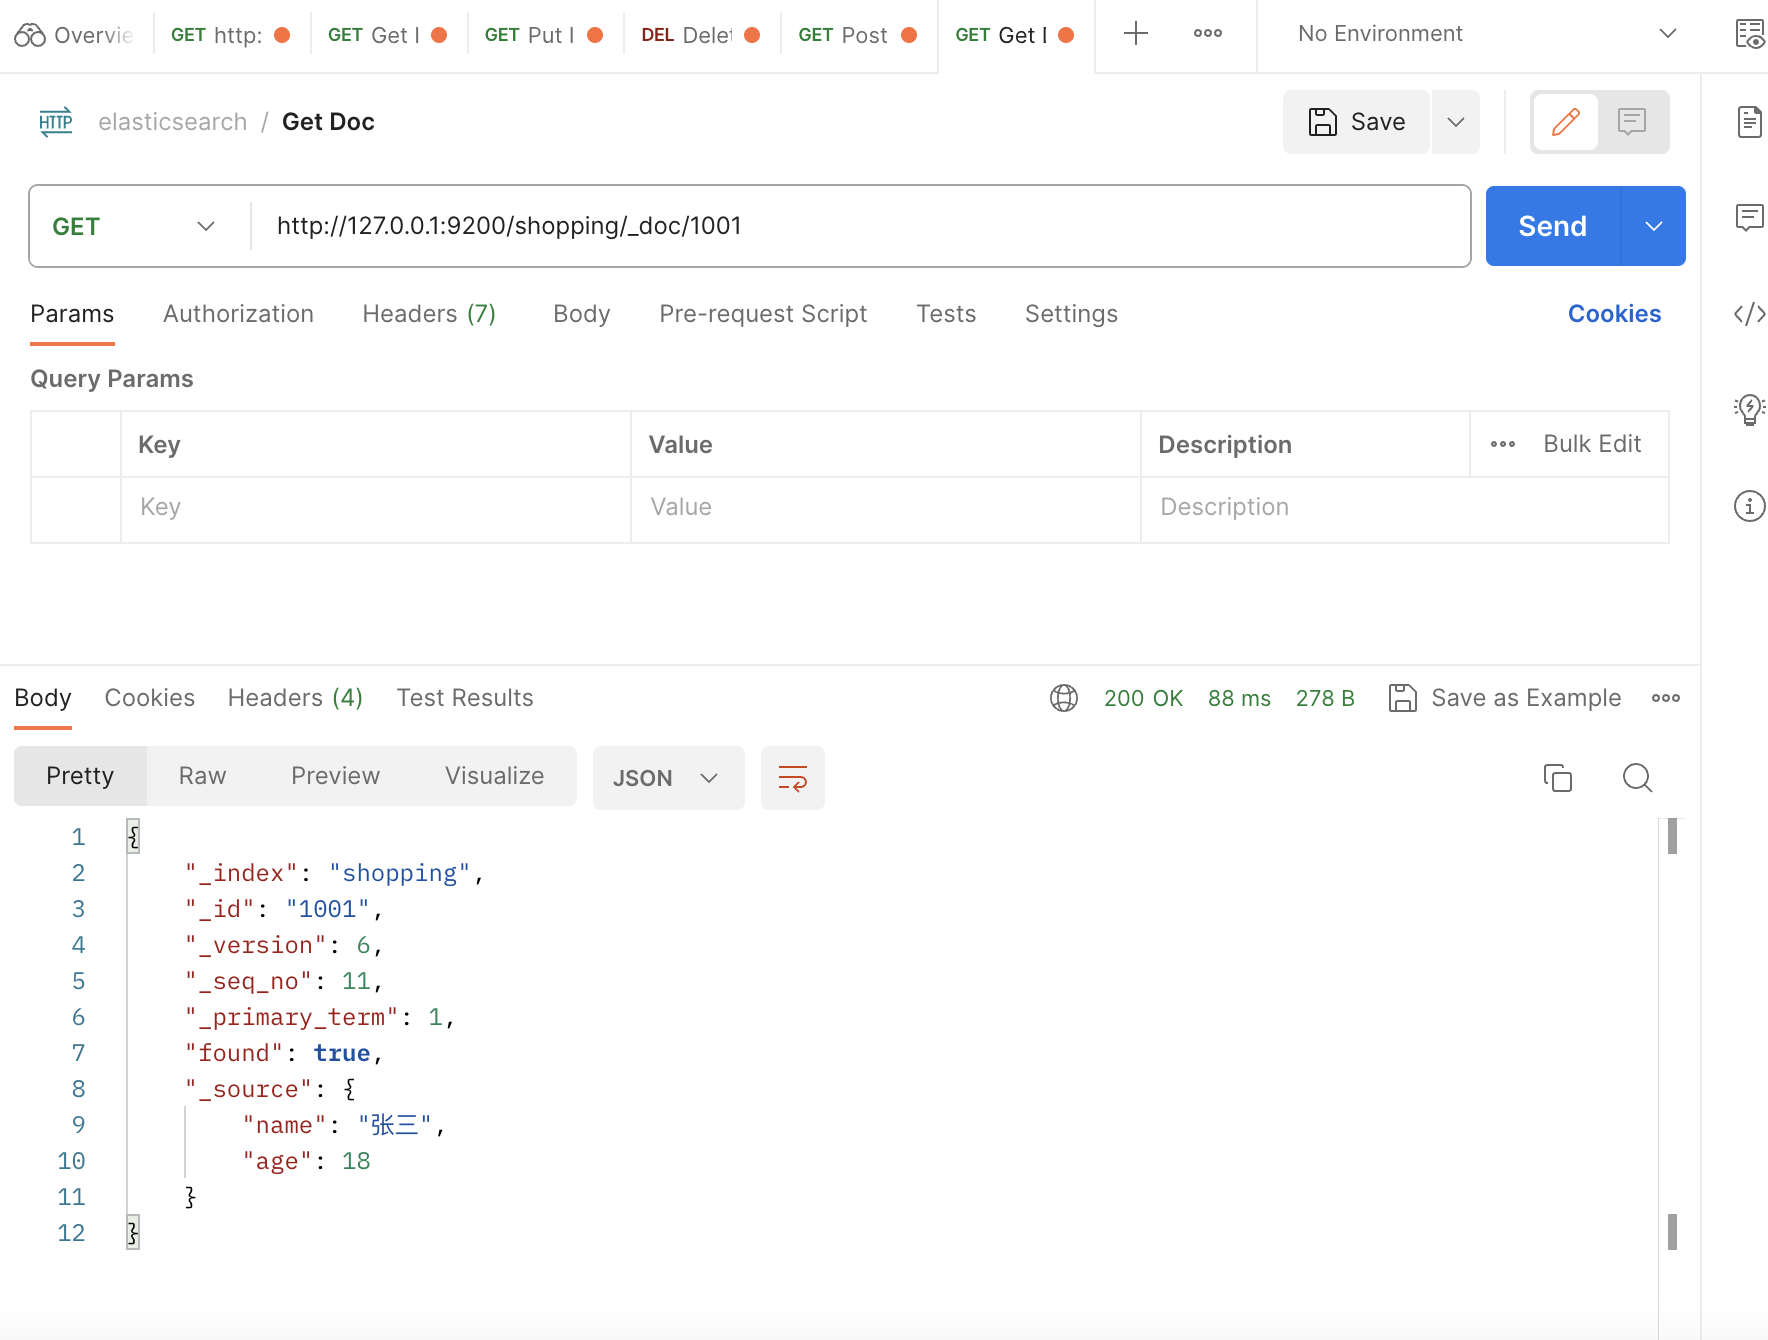 Overvie GET http: GET Get I GET Put I DEL Delet GET Post GET Get I No Environment
HTTP elasticsearch / Get Doc Save
GET http://127.0.0.1:9200/shopping/_doc/1001 Send
Params Authorization Headers (7) Body Pre-request Script Tests Settings Cookies
Query Params
Key Value Description Bulk Edit
Key Value Description
Body Cookies Headers (4) Test Results 200 OK 88 ms 278 B Save as Example
Pretty Raw Preview Visualize JSON
1 {
2 "_index": "shopping",
3 "_id": "1001",
4 "_version": 6,
5 "_seq_no": 11,
6 "_primary_term": 1,
7 "found": true,
8 "_source": {
9 "name": "张三",
10 "age": 18
11 }
12 }